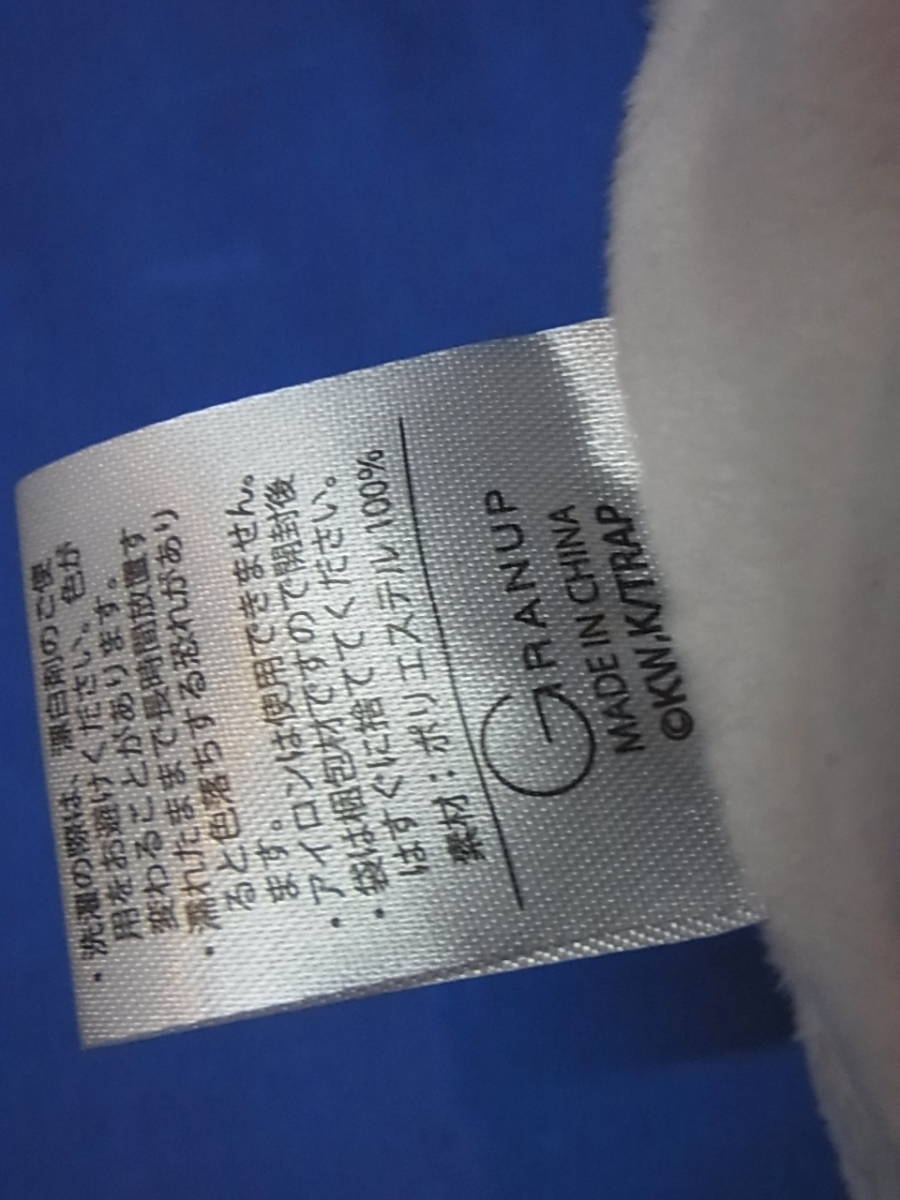 ・洗濯の際は、漂白剤のご使
用をお避けください。色が
変わることがあります。
・濡れたままで長時間放置す
ると色落ちする恐れがあり
ます。
・アイロンは使用できません。
・袋は梱包材ですので開封後
はすぐに捨ててください。
素材：ポリエステル100%
GRANUP
MADE IN CHINA
©KW,K/TRAP